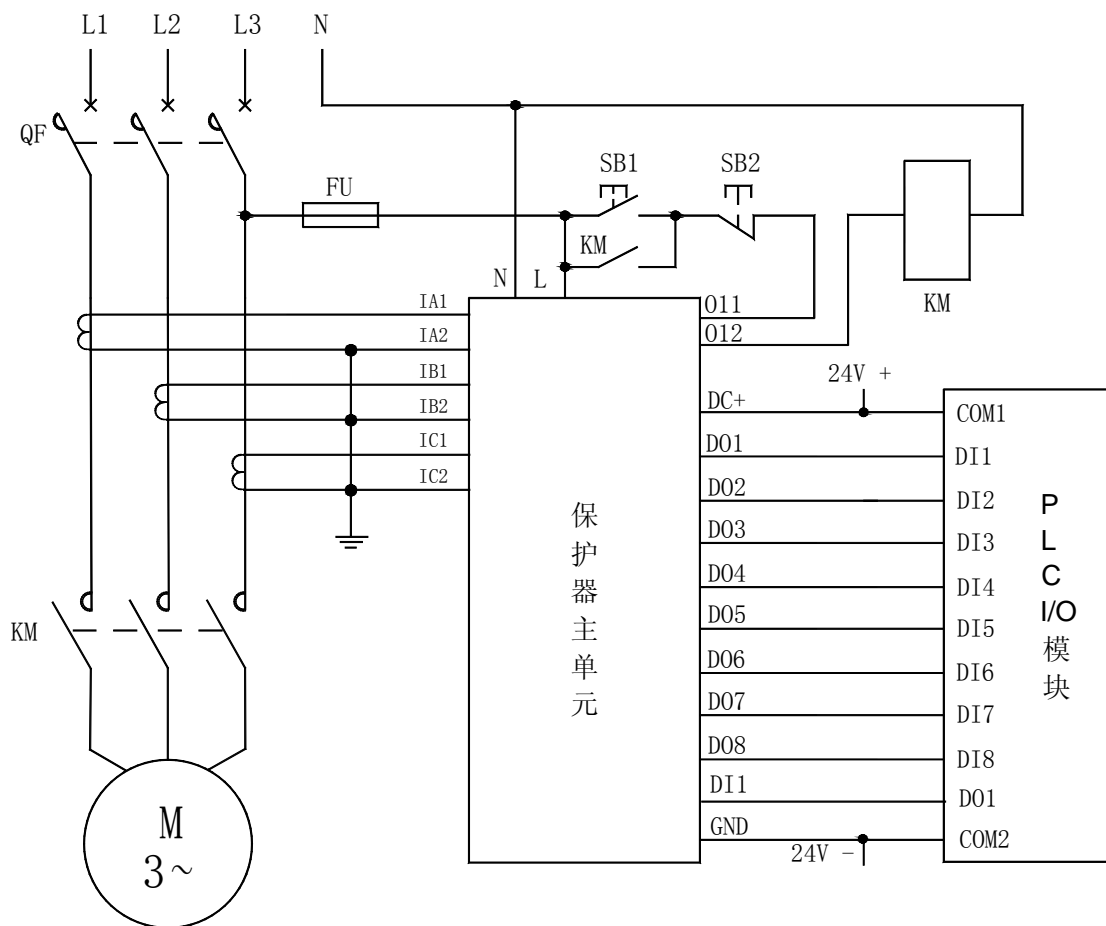 L1 L2 L3 N
QF
FU
SB1
SB2
KM
N L
KM
IA1
IA2
IB1
IB2
IC1
IC2
O11
O12
24V +
DC+
DO1
DO2
DO3
DO4
DO5
DO6
DO7
DO8
DI1
GND
24V -
COM1
DI1
DI2
DI3
DI4
DI5
DI6
DI7
DI8
DO1
COM2
保护器主单元
P
L
C
I/O
模
块
KM
M
3~